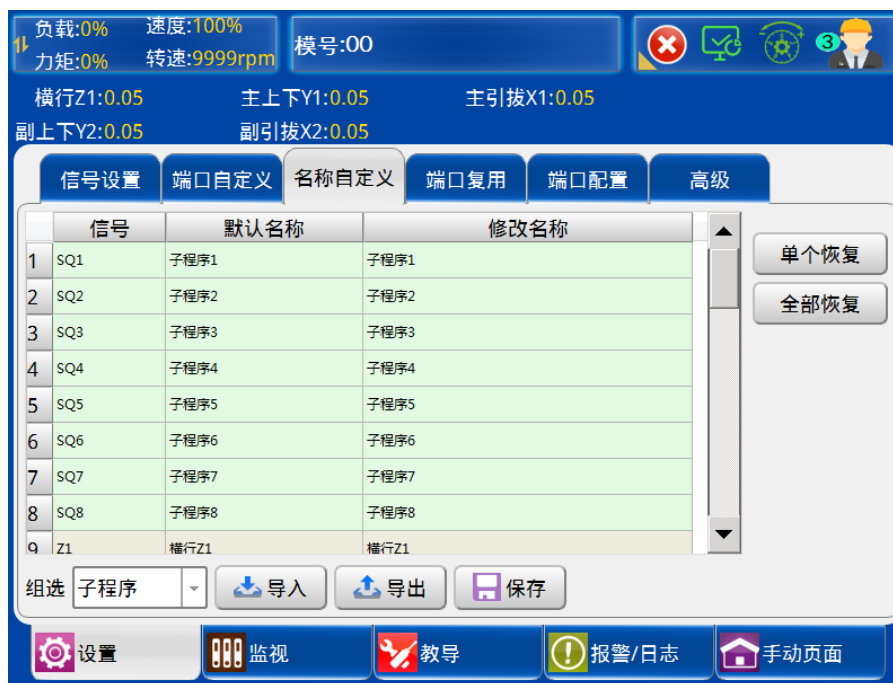 负载:0% 速度:100%
力矩:0% 转速:9999rpm
模号:00
3
横行Z1:0.05 主上下Y1:0.05 主引拔X1:0.05
副上下Y2:0.05 副引拔X2:0.05
信号设置 端口自定义 名称自定义 端口复用 端口配置 高级
信号 默认名称 修改名称
1 SQ1 子程序1 子程序1
2 SQ2 子程序2 子程序2
3 SQ3 子程序3 子程序3
4 SQ4 子程序4 子程序4
5 SQ5 子程序5 子程序5
6 SQ6 子程序6 子程序6
7 SQ7 子程序7 子程序7
8 SQ8 子程序8 子程序8
9 Z1 横行Z1 横行Z1
单个恢复
全部恢复
组选 子程序 导入 导出 保存
设置 监视 教导 报警/日志 手动页面